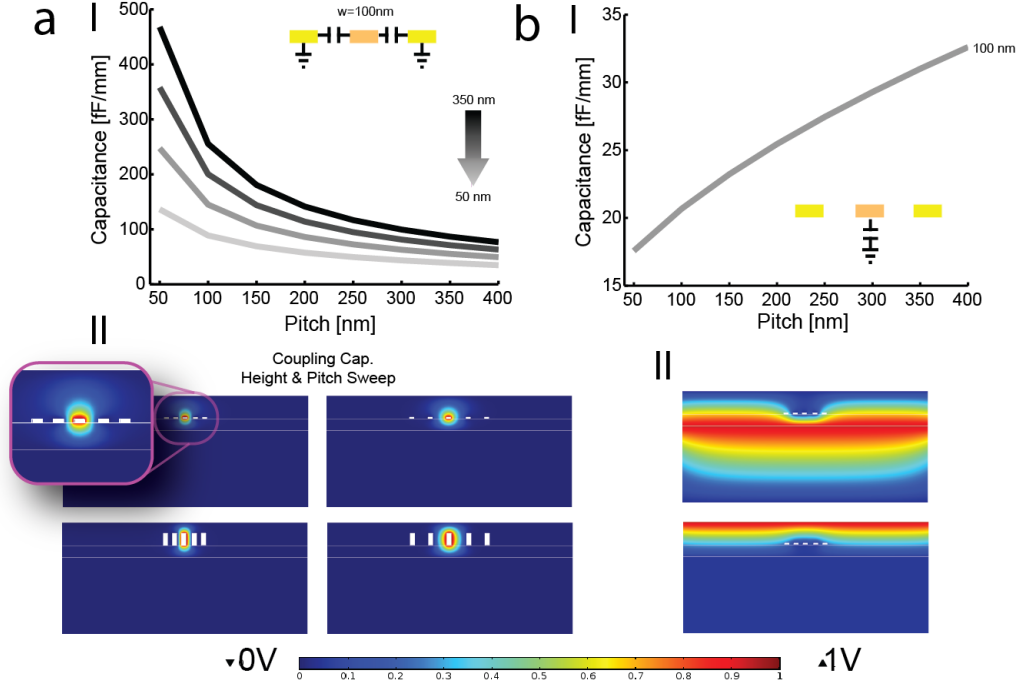 a
I
500
400
300
200
100
0
Capacitance [fF/mm]
50
100
150
200
250
300
350
400
Pitch [nm]
w=100nm
350 nm
50 nm
b
I
35
31
26
20
15
Capacitance [fF/mm]
50
100
150
200
250
300
350
400
Pitch [nm]
100 nm
II
Coupling Cap.
Height & Pitch Sweep
II
▼0V
0
0.1
0.2
0.3
0.4
0.5
0.6
0.7
0.8
0.9
1
▲1V